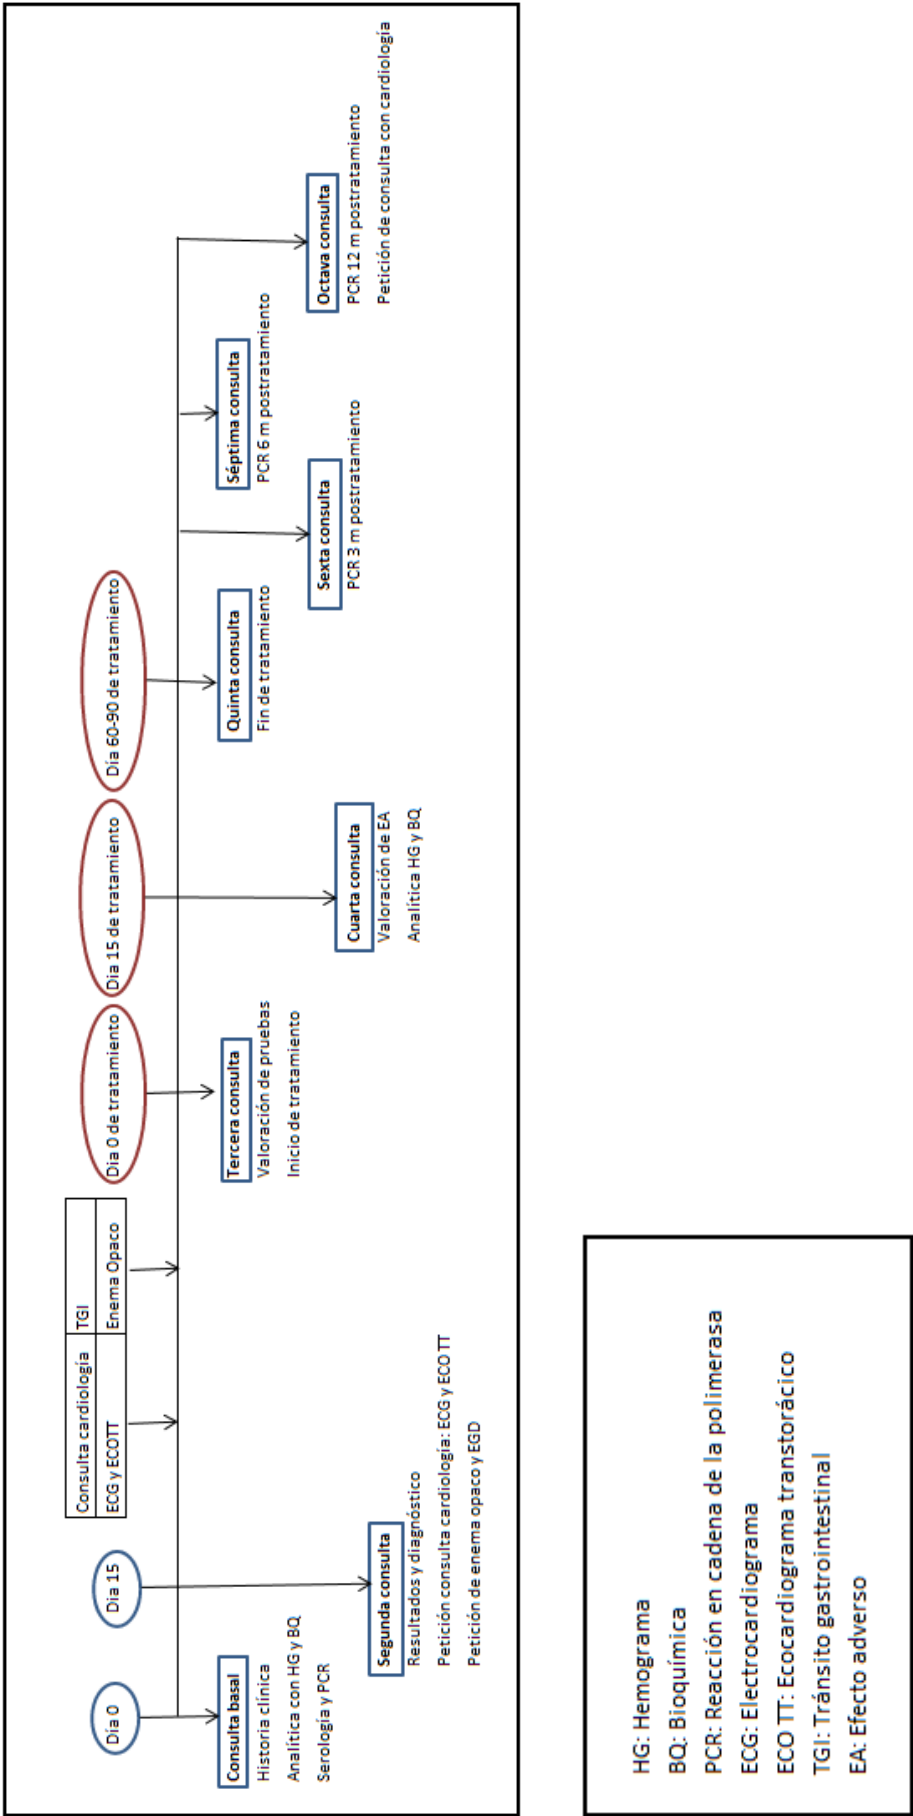 Día 0
Consulta basal
Historia clínica
Analítica con HG y BQ
Serología y PCR
Dia 15
Segunda consulta
Resultados y diagnóstico
Petición consulta cardiología: ECG y ECO TT
Petición de enema opaco y EGD
Consulta cardiología
TGI
ECG y ECOTT
Enema Opaco
Dia 0 de tratamiento
Tercera consulta
Valoración de pruebas
Inicio de tratamiento
Dia 15 de tratamiento
Cuarta consulta
Valoración de EA
Analítica HG y BQ
Día 60-90 de tratamiento
Quinta consulta
Fin de tratamiento
Sexta consulta
PCR 3 m postratamiento
Séptima consulta
PCR 6 m postratamiento
Octava consulta
PCR 12 m postratamiento
Petición de consulta con cardiología
HG: Hemograma
BQ: Bioquímica
PCR: Reacción en cadena de la polimerasa
ECG: Electrocardiograma
ECO TT: Ecocardiograma transtorácico
TGI: Tránsito gastrointestinal
EA: Efecto adverso